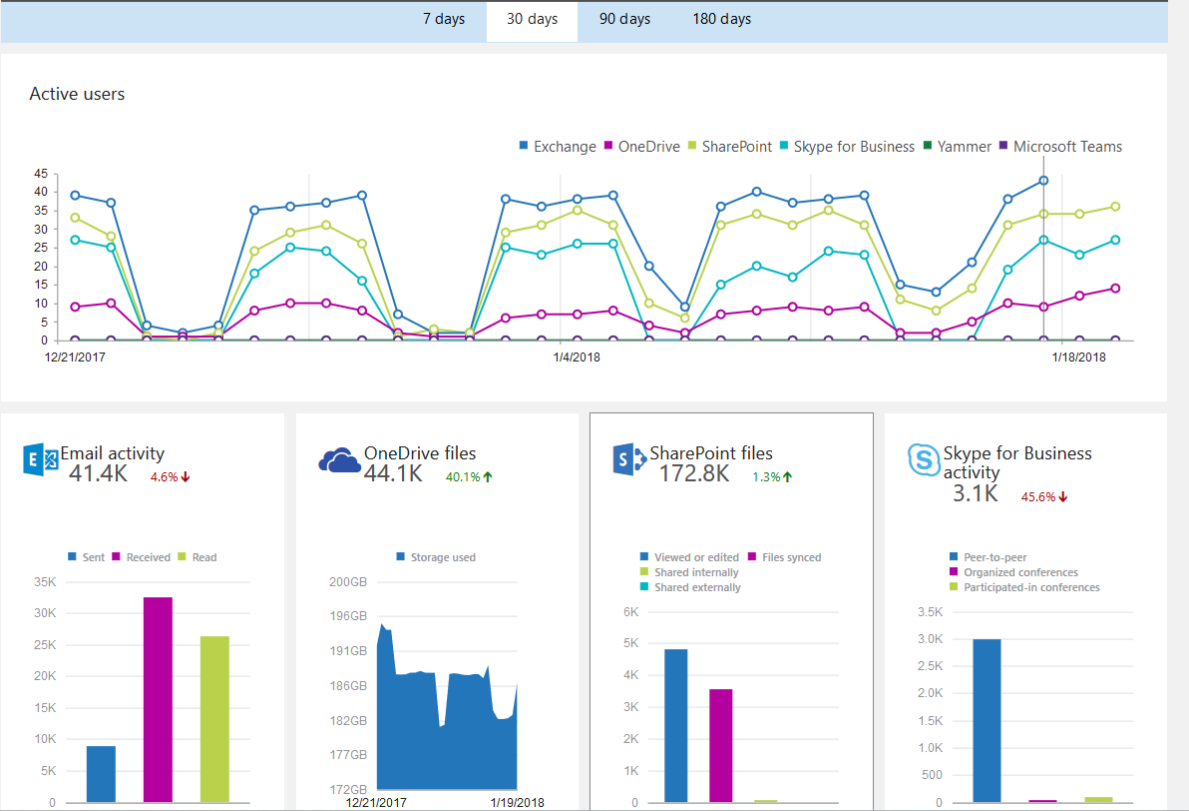 7 days 30 days 90 days 180 days
Active users
Exchange OneDrive SharePoint Skype for Business Yammer Microsoft Teams
45
40
35
30
25
20
15
10
5
0
12/21/2017 1/4/2018 1/18/2018
E Email activity
41.4K 4.6%
Sent Received Read
35K
30K
25K
20K
15K
10K
5K
0
OneDrive files
44.1K 40.1%
Storage used
200GB
196GB
191GB
186GB
182GB
177GB
172GB
12/21/2017 1/19/2018
S SharePoint files
172.8K 1.3%
Viewed or edited Files synced
Shared internally
Shared externally
6K
5K
4K
3K
2K
1K
0
S Skype for Business
activity
3.1K 45.6%
Peer-to-peer
Organized conferences
Participated-in conferences
3.5K
3.0K
2.5K
2.0K
1.5K
1.0K
500
0